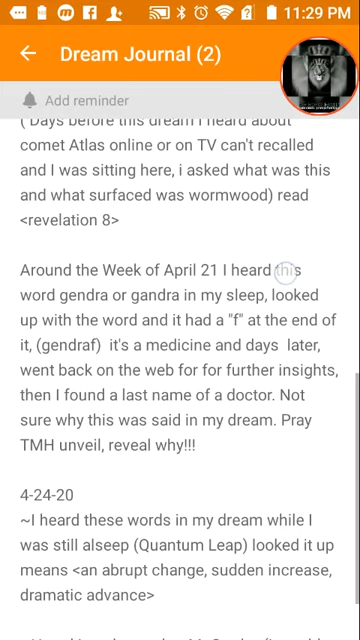 11:29 PM
Dream Journal (2)
Add reminder
( Days before this dream I heard about
comet Atlas online or on TV can't recalled
and I was sitting here, i asked what was this
and what surfaced was wormwood) read
<revelation 8>
Around the Week of April 21 I heard this
word gendra or gandra in my sleep, looked
up with the word and it had a "f" at the end of
it, (gendraf) it's a medicine and days later,
went back on the web for for further insights,
then I found a last name of a doctor. Not
sure why this was said in my dream. Pray
TMH unveil, reveal why!!!
4-24-20
~I heard these words in my dream while I
was still alseep (Quantum Leap) looked it up
means <an abrupt change, sudden increase,
dramatic advance>